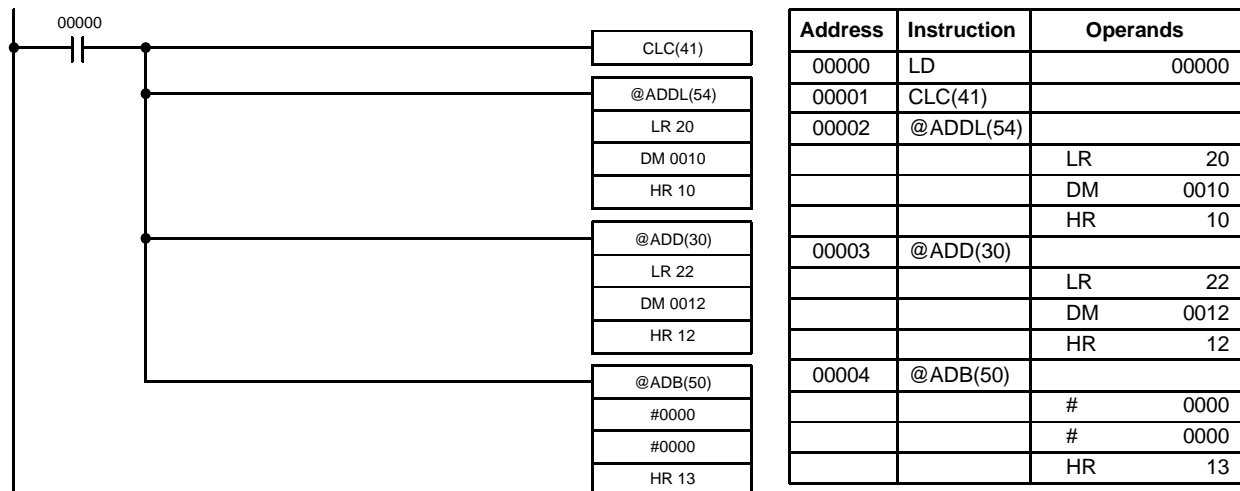 00000
CLC(41)
@ADDL(54)
LR 20
DM 0010
HR 10
@ADD(30)
LR 22
DM 0012
HR 12
@ADB(50)
#0000
#0000
HR 13
Address Instruction Operands
00000 LD 00000
00001 CLC(41)
00002 @ADDL(54)
LR 20
DM 0010
HR 10
00003 @ADD(30)
LR 22
DM 0012
HR 12
00004 @ADB(50)
# 0000
# 0000
HR 13